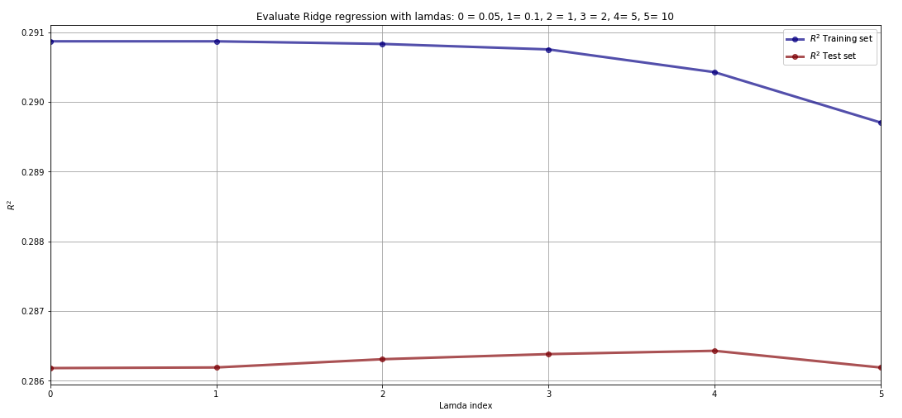 Evaluate Ridge regression with lamdas: 0 = 0.05, 1= 0.1, 2 = 1, 3 = 2, 4= 5, 5= 10
R² Training set
R² Test set
0.291
0.290
0.289
0.288
0.287
0.286
R²
0 1 2 3 4 5
Lamda index